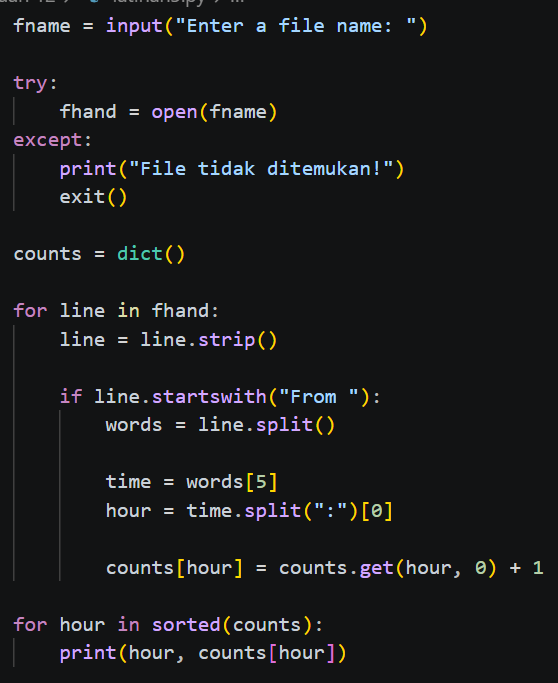 fname = input("Enter a file name: ")
try:
    fhand = open(fname)
except:
    print("File tidak ditemukan!")
    exit()
counts = dict()
for line in fhand:
    line = line.strip()
    if line.startswith("From "):
        words = line.split()
        time = words[5]
        hour = time.split(":")[0]
        counts[hour] = counts.get(hour, 0) + 1
for hour in sorted(counts):
    print(hour, counts[hour])